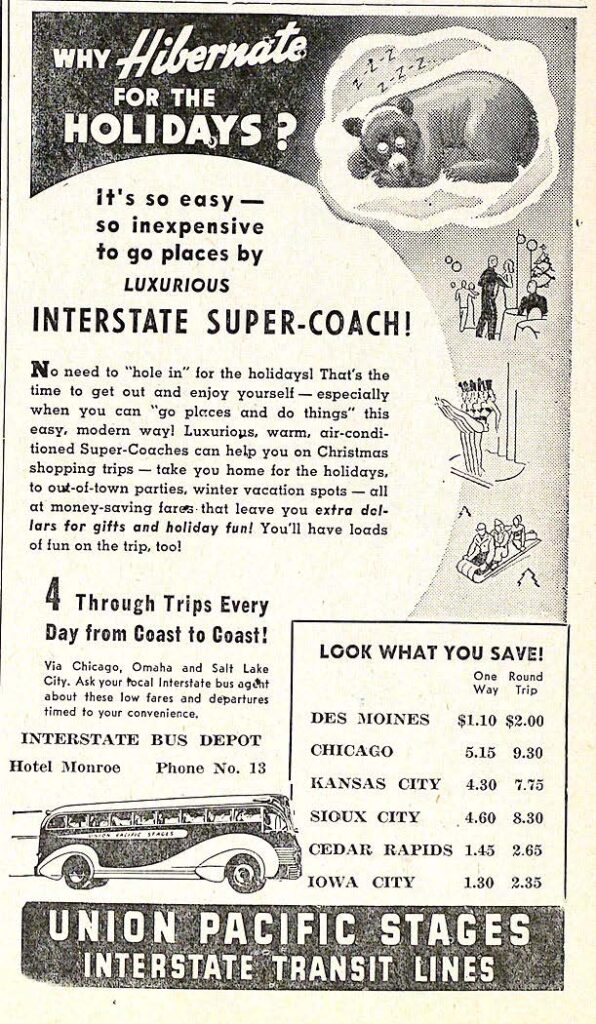 WHY Hibernate
FOR THE
HOLIDAYS?
Z-Z-Z
Z-Z-Z
It's so easy —
so inexpensive
to go places by
LUXURIOUS
INTERSTATE SUPER-COACH!
No need to "hole in" for the holidays! That's the
time to get out and enjoy yourself — especially
when you can "go places and do things" this
easy, modern way! Luxurious, warm, air-condi-
tioned Super-Coaches can help you on Christmas
shopping trips — take you home for the holidays,
to out-of-town parties, winter vacation spots — all
at money-saving fares that leave you extra dol-
lars for gifts and holiday fun! You'll have loads
of fun on the trip, too!
4 Through Trips Every
Day from Coast to Coast!
Via Chicago, Omaha and Salt Lake
City. Ask your local Interstate bus agent
about these low fares and departures
timed to your convenience.
INTERSTATE BUS DEPOT
Hotel Monroe Phone No. 13
UNION PACIFIC STAGES
LOOK WHAT YOU SAVE!
One Round
Way Trip
DES MOINES $1.10 $2.00
CHICAGO 5.15 9.30
KANSAS CITY 4.30 7.75
SIOUX CITY 4.60 8.30
CEDAR RAPIDS 1.45 2.65
IOWA CITY 1.30 2.35
UNION PACIFIC STAGES
INTERSTATE TRANSIT LINES